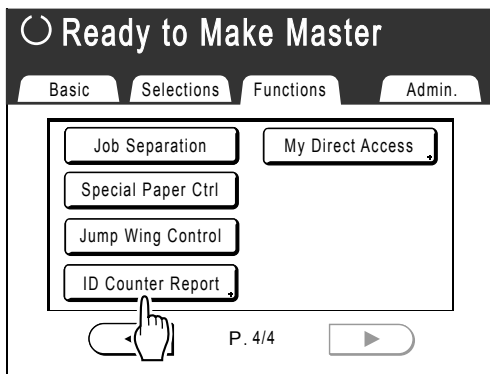 Ready to Make Master
Basic Selections Functions Admin.
Job Separation My Direct Access
Special Paper Ctrl
Jump Wing Control
ID Counter Report
P. 4/4